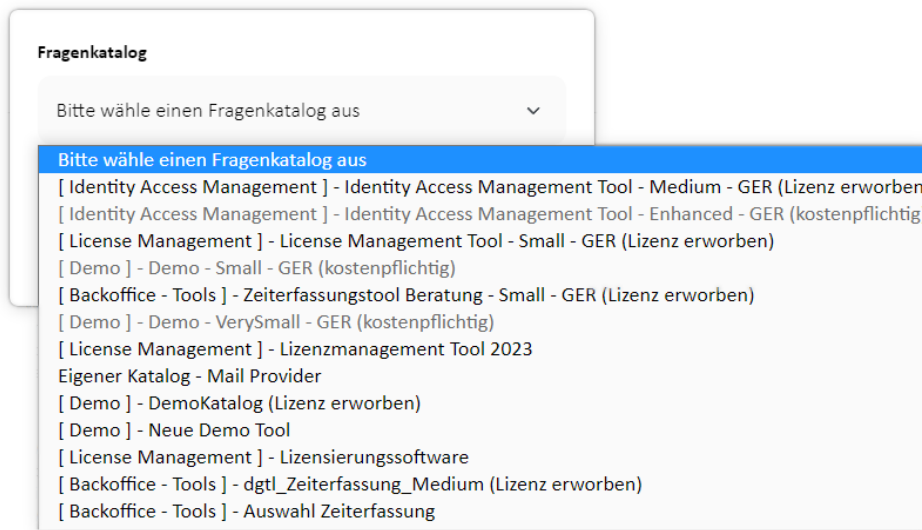 Fragenkatalog
Bitte wähle einen Fragenkatalog aus
Bitte wähle einen Fragenkatalog aus
[ Identity Access Management ] - Identity Access Management Tool - Medium - GER (Lizenz erworben
[ Identity Access Management ] - Identity Access Management Tool - Enhanced - GER (kostenpflichtig
[ License Management ] - License Management Tool - Small - GER (Lizenz erworben)
[ Demo ] - Demo - Small - GER (kostenpflichtig)
[ Backoffice - Tools ] - Zeiterfassungstool Beratung - Small - GER (Lizenz erworben)
[ Demo ] - Demo - VerySmall - GER (kostenpflichtig)
[ License Management ] - Lizenzmanagement Tool 2023
Eigener Katalog - Mail Provider
[ Demo ] - DemoKatalog (Lizenz erworben)
[ Demo ] - Neue Demo Tool
[ License Management ] - Lizensierungssoftware
[ Backoffice - Tools ] - dgtl_Zeiterfassung_Medium (Lizenz erworben)
[ Backoffice - Tools ] - Auswahl Zeiterfassung